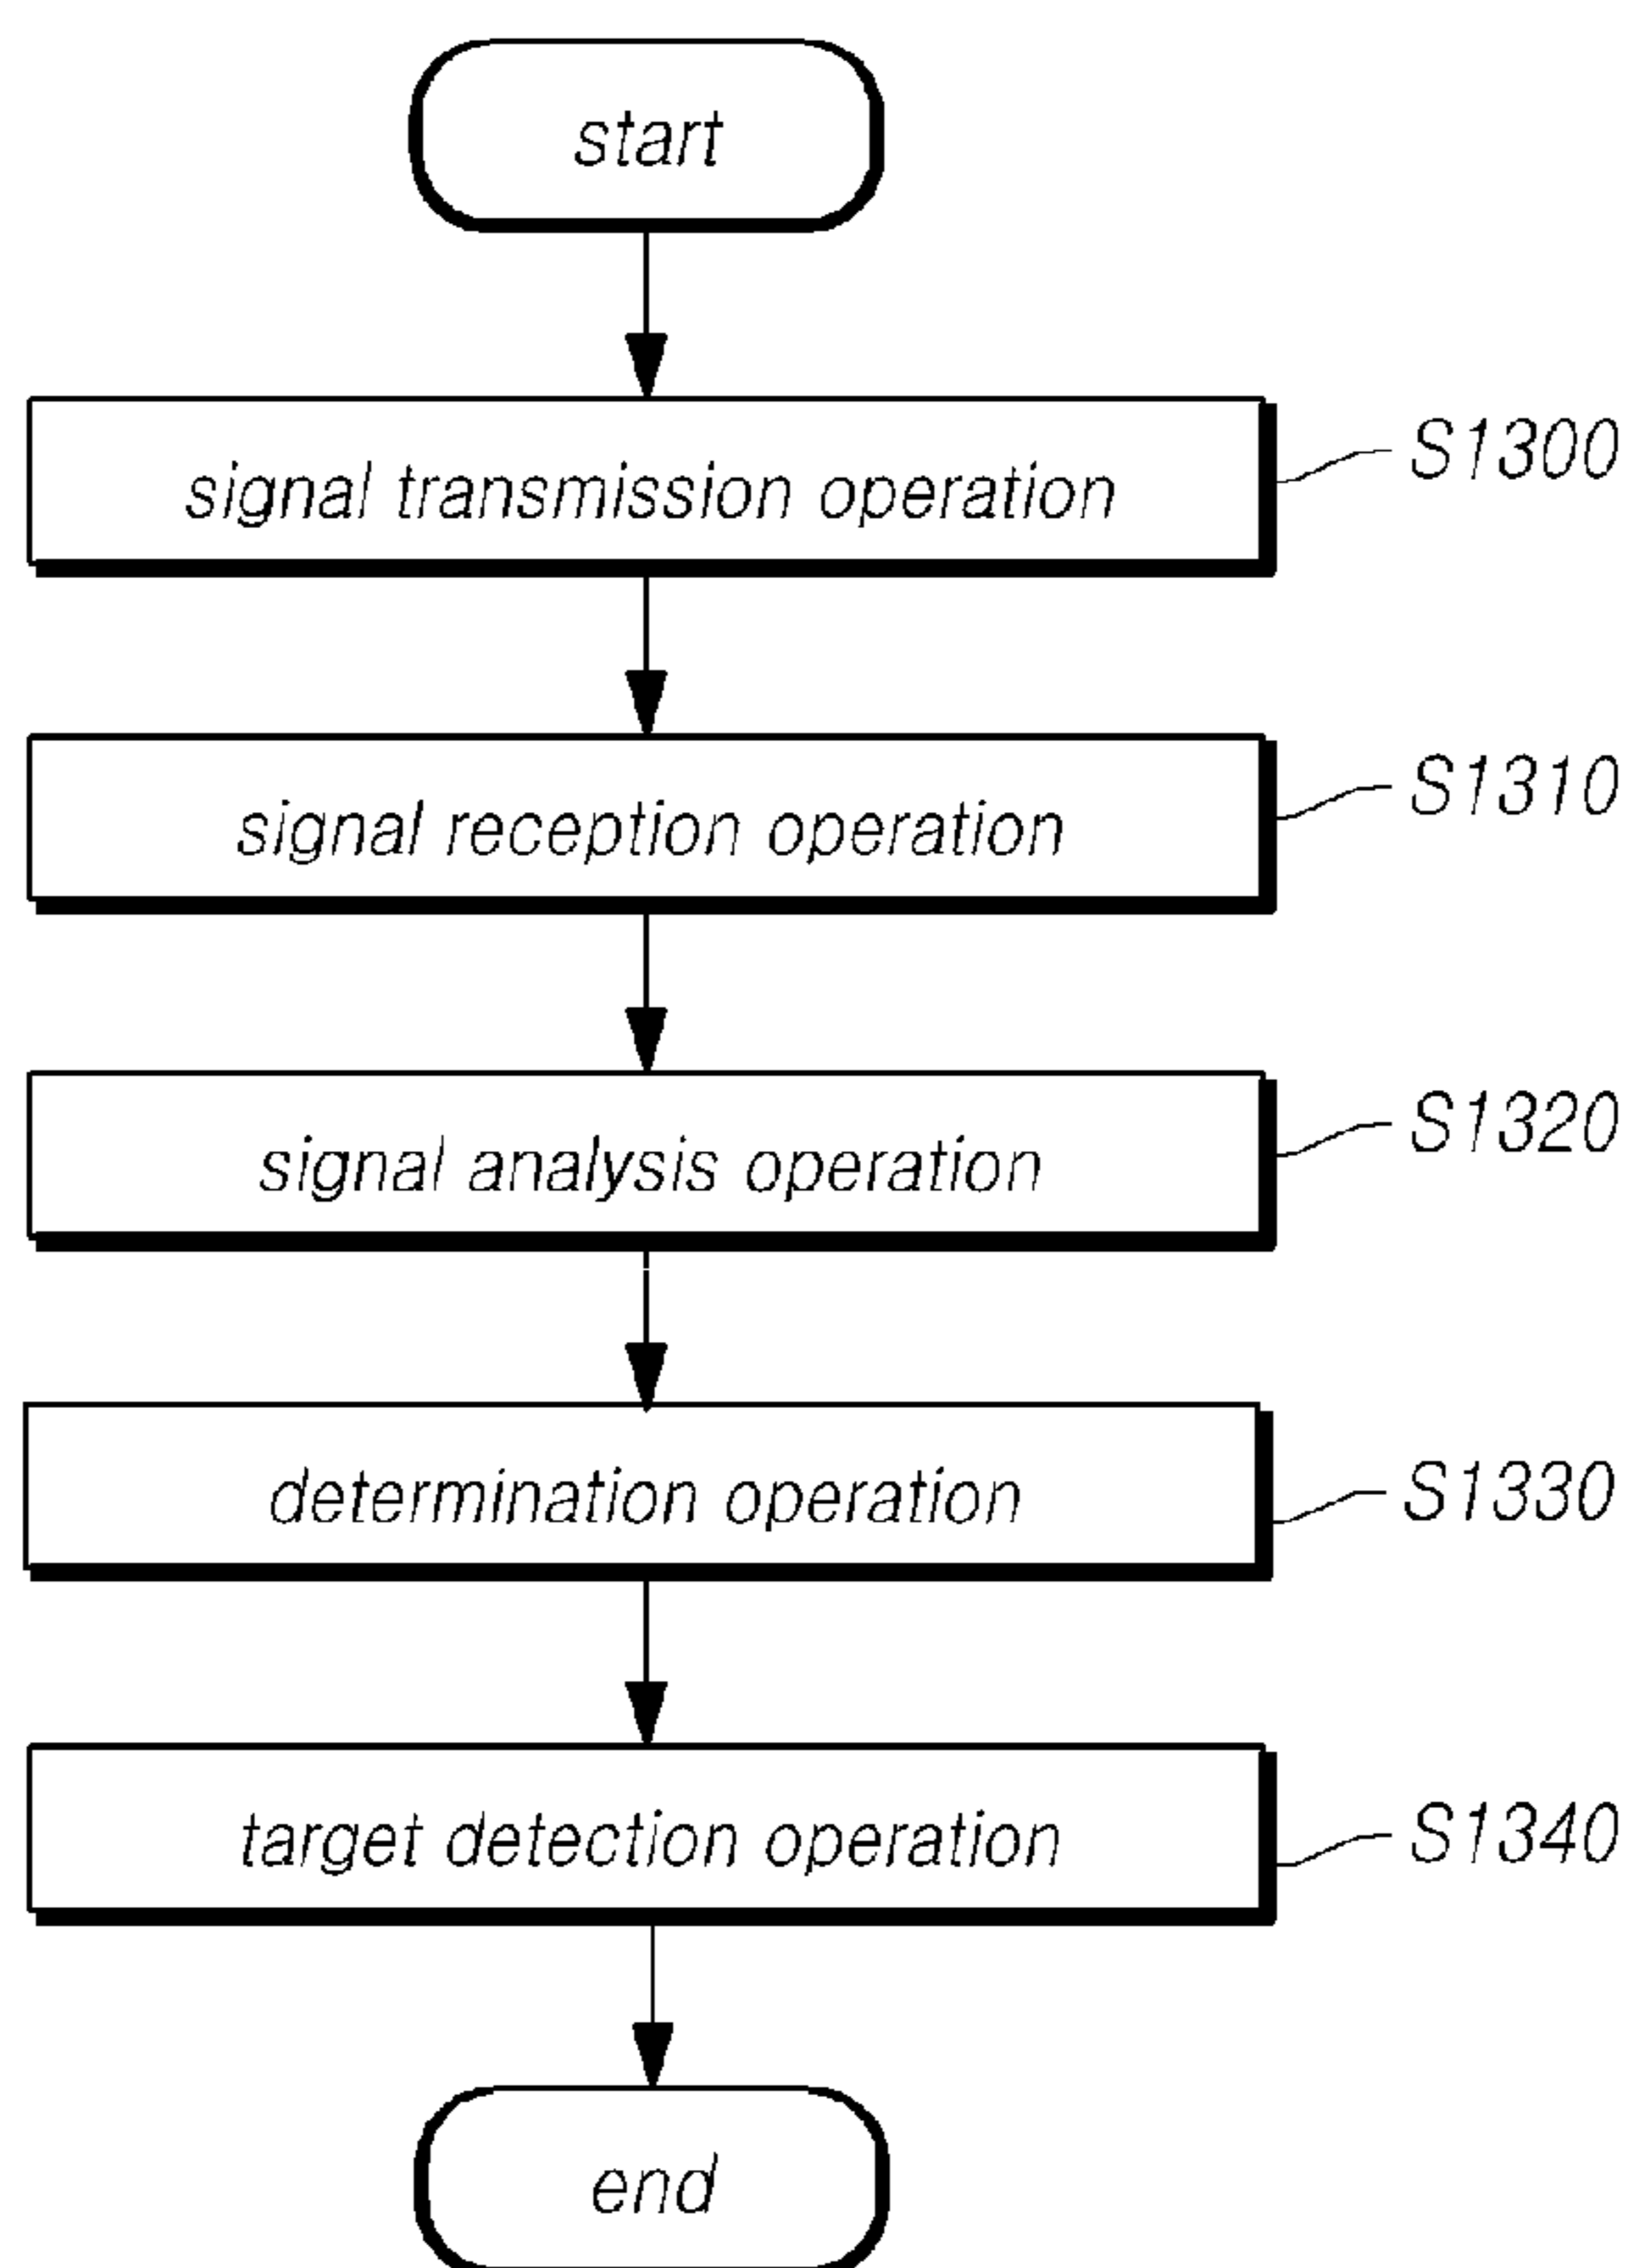 start
signal transmission operation
S1300
signal reception operation
S1310
signal analysis operation
S1320
determination operation
S1330
target detection operation
S1340
end